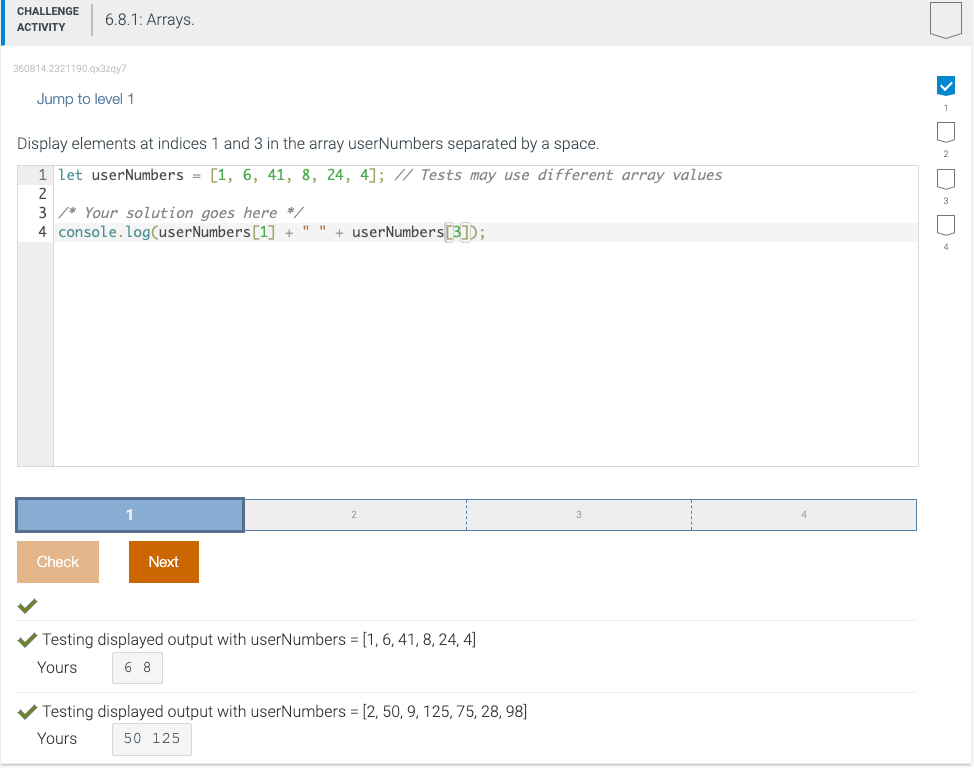 CHALLENGE
ACTIVITY
6.8.1: Arrays.
360814.2321190.qx3zqy7
Jump to level 1
1
2
3
4
Display elements at indices 1 and 3 in the array userNumbers separated by a space.
1 let userNumbers = [1, 6, 41, 8, 24, 4]; // Tests may use different array values
2
3 /* Your solution goes here */
4 console.log(userNumbers[1] + " " + userNumbers[3]);
1 2 3 4
Check Next
Testing displayed output with userNumbers = [1, 6, 41, 8, 24, 4]
Yours 6 8
Testing displayed output with userNumbers = [2, 50, 9, 125, 75, 28, 98]
Yours 50 125